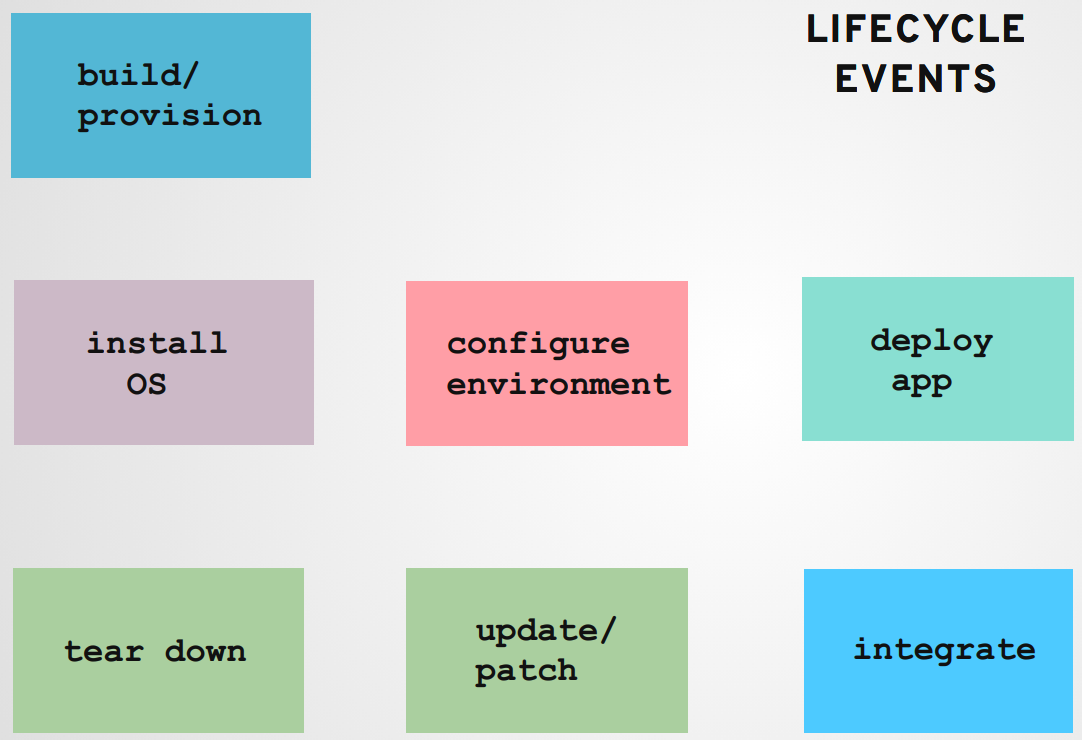 LIFECYCLE
EVENTS
build/
provision
install
OS
configure
environment
deploy
app
tear down
update/
patch
integrate